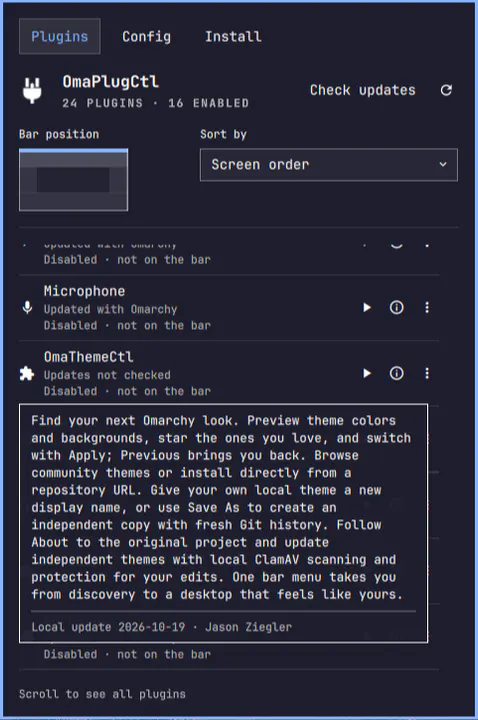 Plugins Config Install
OmaPlugCtl
24 PLUGINS · 16 ENABLED
Check updates
Bar position
Sort by
Screen order
Updated with Omarchy
Disabled · not on the bar
Microphone
Updated with Omarchy
Disabled · not on the bar
OmaThemeCtl
Updates not checked
Disabled · not on the bar
Find your next Omarchy look. Preview theme colors
and backgrounds, star the ones you love, and switch
with Apply; Previous brings you back. Browse
community themes or install directly from a
repository URL. Give your own local theme a new
display name, or use Save As to create an
independent copy with fresh Git history. Follow
About to the original project and update
independent themes with local ClamAV scanning and
protection for your edits. One bar menu takes you
from discovery to a desktop that feels like yours.
Local update 2026-10-19 · Jason Ziegler
Disabled · not on the bar
Scroll to see all plugins